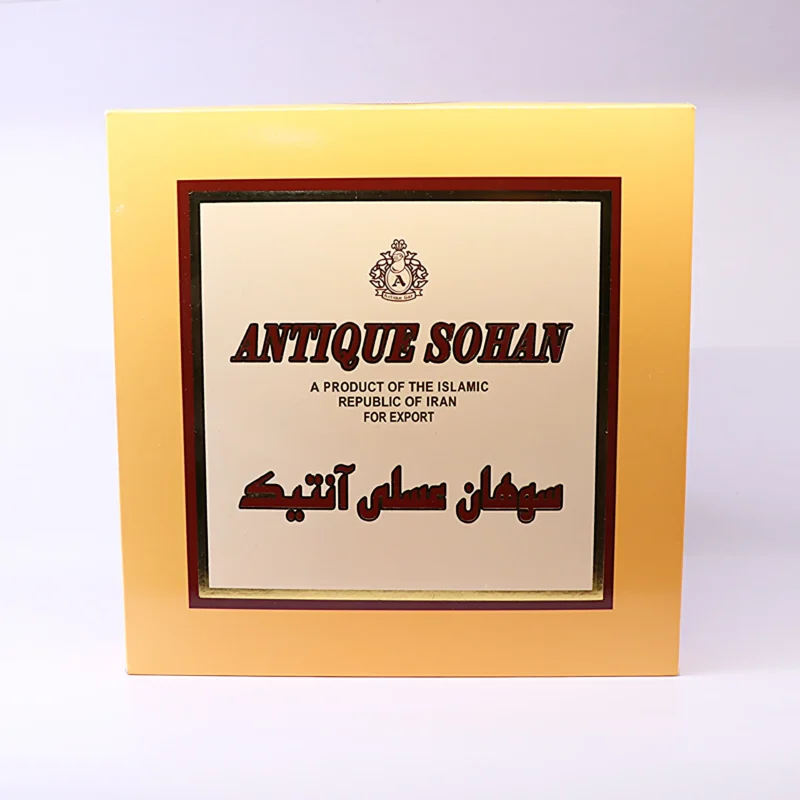 A
ANTIQUE SOHAN
A PRODUCT OF THE ISLAMIC
REPUBLIC OF IRAN
FOR EXPORT
سوهان عسلی آنتیک